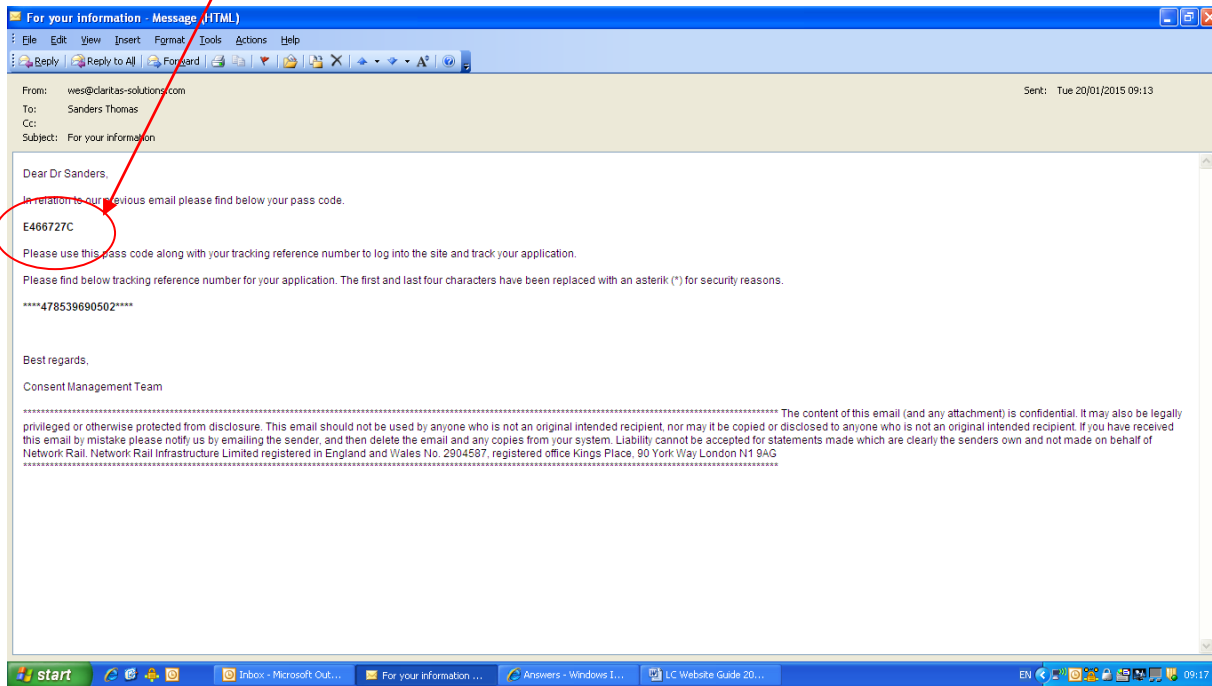 For your information - Message (HTML)
File Edit View Insert Format Tools Actions Help
Reply Reply to All Forward
From: wes@claritas-solutions.com Sent: Tue 20/01/2015 09:13
To: Sanders Thomas
Cc:
Subject: For your information
Dear Dr Sanders,
In relation to our previous email please find below your pass code.
E466727C
Please use this pass code along with your tracking reference number to log into the site and track your application.
Please find below tracking reference number for your application. The first and last four characters have been replaced with an asterik (*) for security reasons.
****478539690502****
Best regards,
Consent Management Team
The content of this email (and any attachment) is confidential. It may also be legally
privileged or otherwise protected from disclosure. This email should not be used by anyone who is not an original intended recipient, nor may it be copied or disclosed to anyone who is not an original intended recipient. If you have received
this email by mistake please notify us by emailing the sender, and then delete the email and any copies from your system. Liability cannot be accepted for statements made which are clearly the senders own and not made on behalf of
Network Rail. Network Rail Infrastructure Limited registered in England and Wales No. 2904587, registered office Kings Place, 90 York Way London N1 9AG
start Inbox - Microsoft Out... For your information ... Answers - Windows I... LC Website Guide 20... EN 09:17